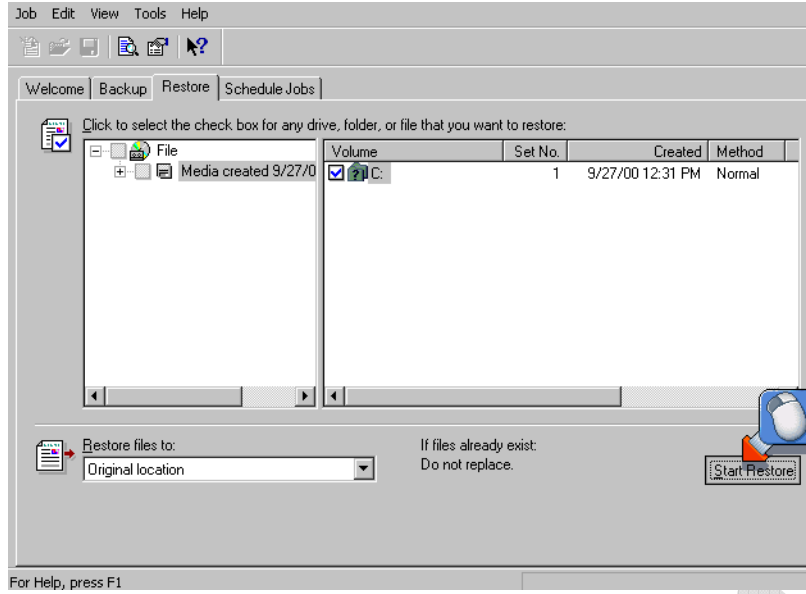 Job Edit View Tools Help
Welcome Backup Restore Schedule Jobs
Click to select the check box for any drive, folder, or file that you want to restore:
File
Media created 9/27/0
Volume Set No. Created Method
C: 1 9/27/00 12:31 PM Normal
Restore files to:
Original location
If files already exist:
Do not replace.
Start Restore
For Help, press F1